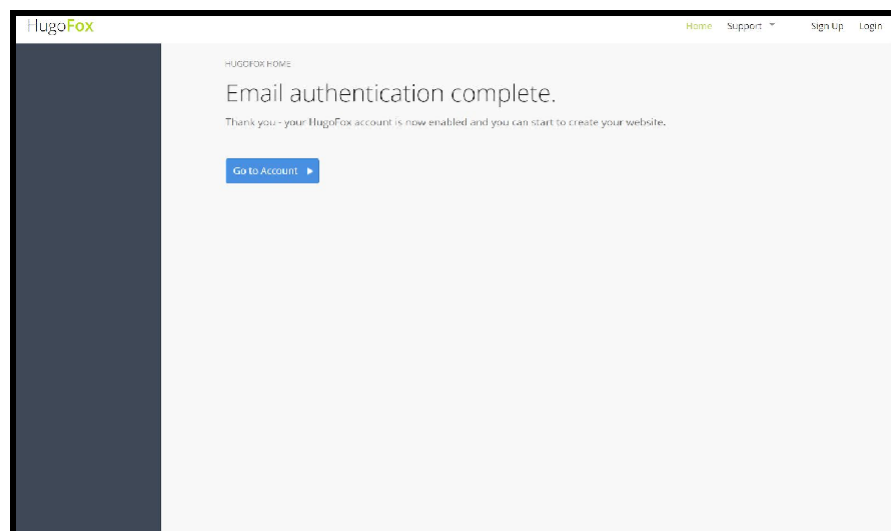 HugoFox
Home Support Sign Up Login
HUGOFOX HOME
Email authentication complete.
Thank you - your HugoFox account is now enabled and you can start to create your website.
Go to Account